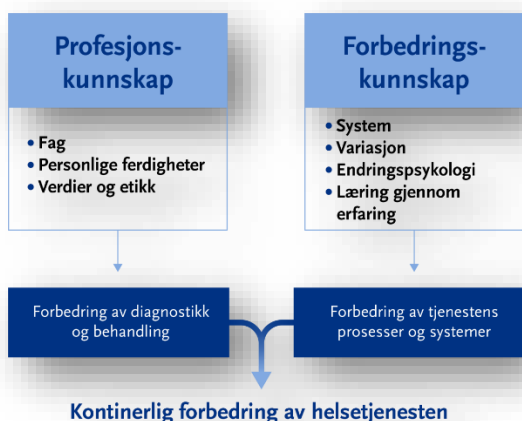 Profesjons-
kunnskap
• Fag
• Personlige ferdigheter
• Verdier og etikk
Forbedrings-
kunnskap
• System
• Variasjon
• Endringspsykologi
• Læring gjennom
erfaring
Forbedring av diagnostikk
og behandling
Forbedring av tjenestens
prosesser og systemer
Kontinerlig forbedring av helsetjenesten